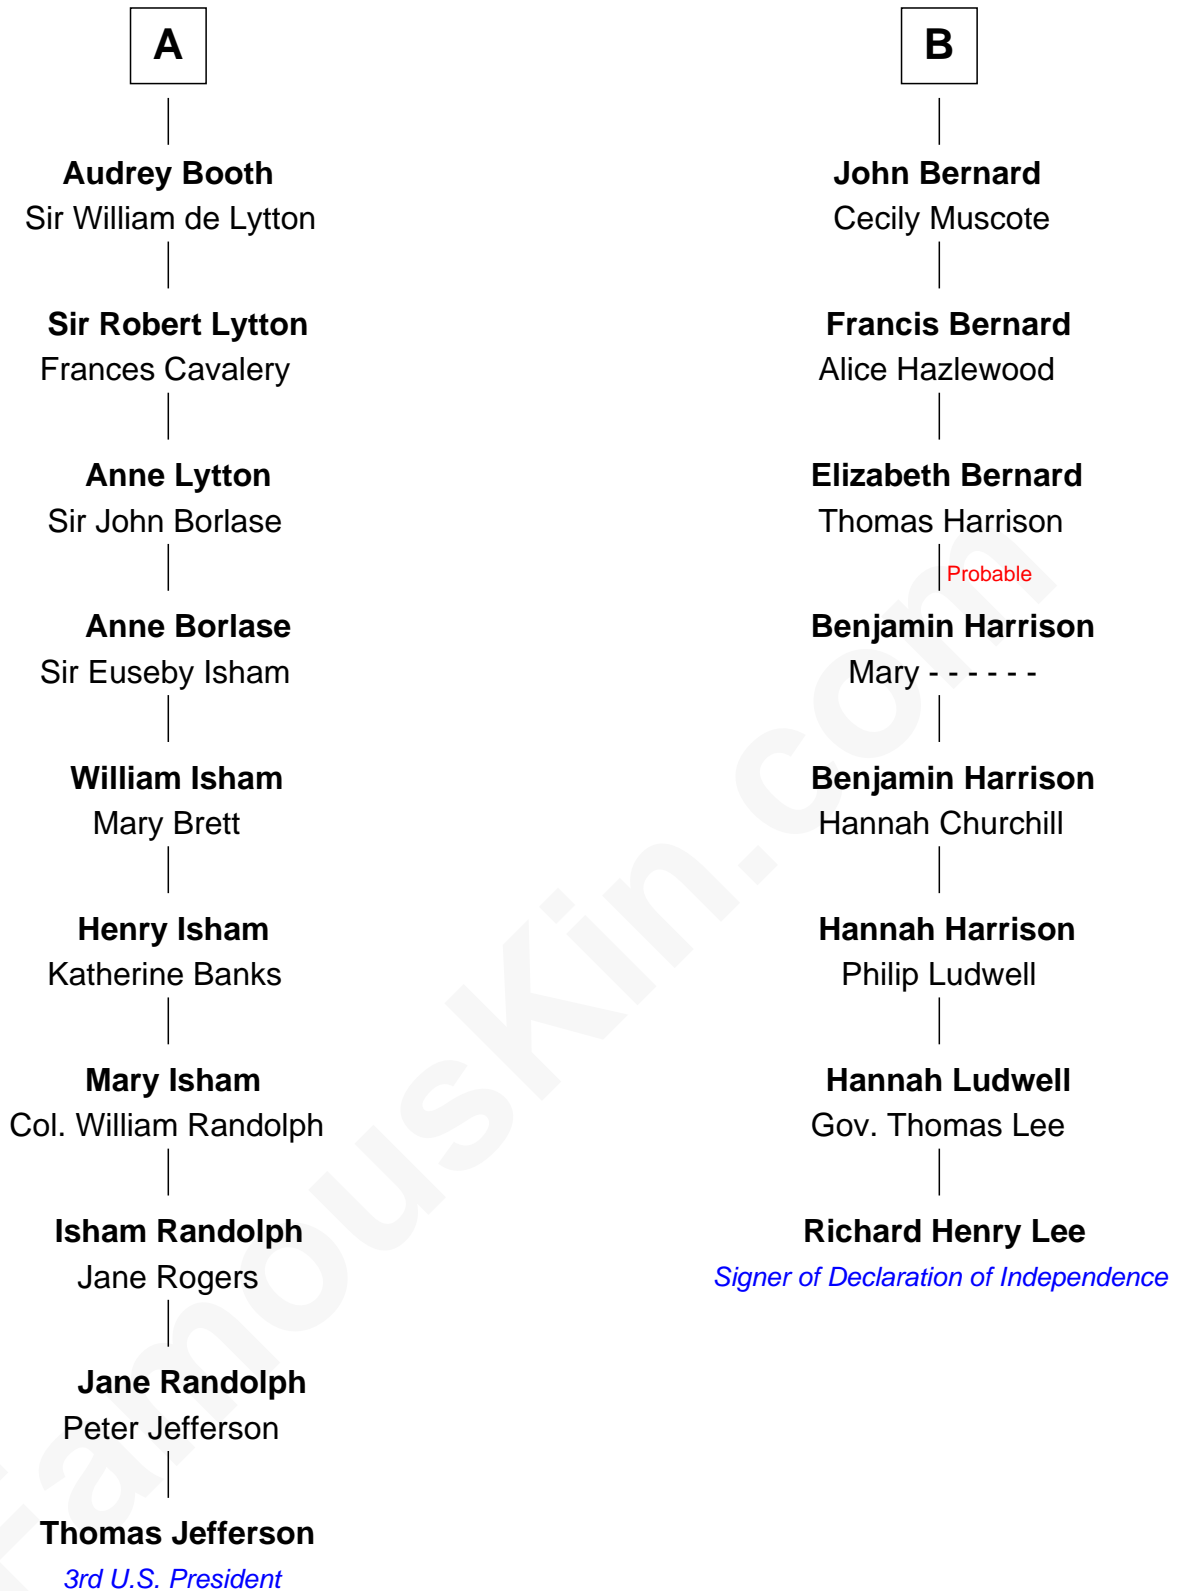 A
Audrey Booth
Sir William de Lytton
Sir Robert Lytton
Frances Cavalery
Anne Lytton
Sir John Borlase
Anne Borlase
Sir Euseby Isham
William Isham
Mary Brett
Henry Isham
Katherine Banks
Mary Isham
Col. William Randolph
Isham Randolph
Jane Rogers
Jane Randolph
Peter Jefferson
Thomas Jefferson
3rd U.S. President
B
John Bernard
Cecily Muscote
Francis Bernard
Alice Hazlewood
Elizabeth Bernard
Thomas Harrison
Probable
Benjamin Harrison
Mary - - - - - -
Benjamin Harrison
Hannah Churchill
Hannah Harrison
Philip Ludwell
Hannah Ludwell
Gov. Thomas Lee
Richard Henry Lee
Signer of Declaration of Independence
FamousKin.com